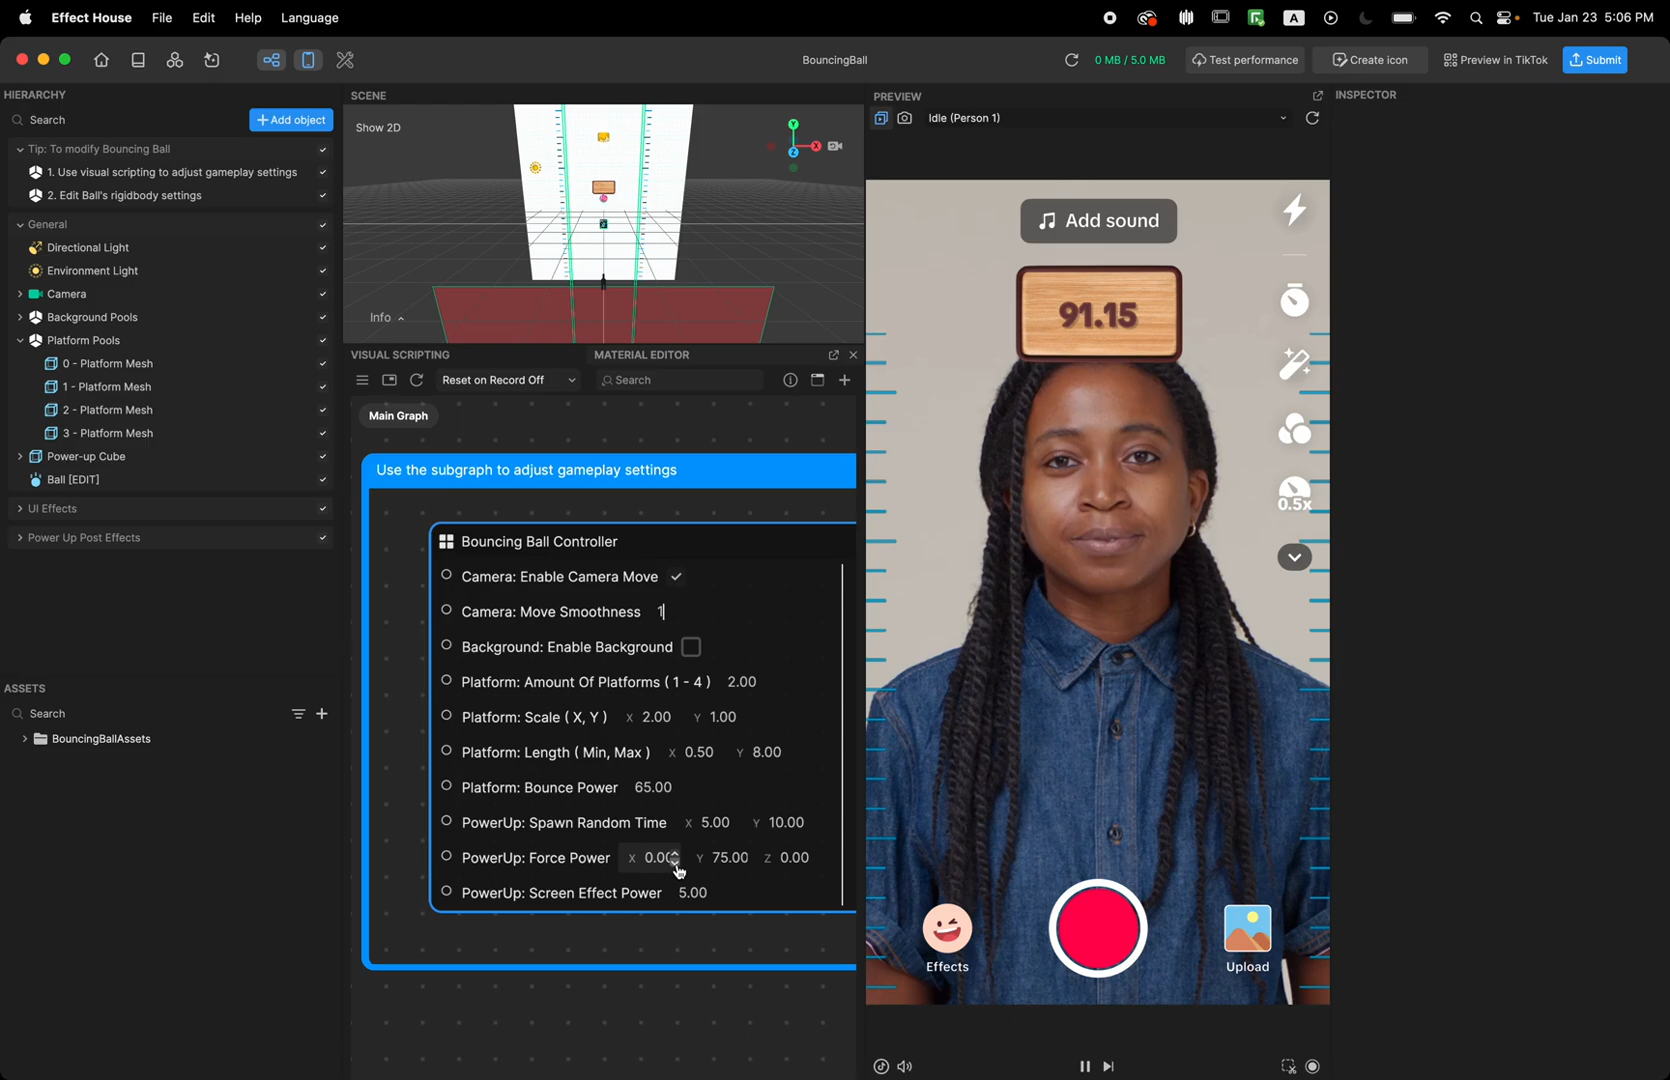 Effect House File Edit Help Language A Tue Jan 23 5:06 PM
BouncingBall 0 MB / 5.0 MB Test performance Create icon Preview in TikTok Submit
HIERARCHY
Search + Add object
Tip: To modify Bouncing Ball
1. Use visual scripting to adjust gameplay settings
2. Edit Ball's rigidbody settings
General
Directional Light
Environment Light
Camera
Background Pools
Platform Pools
0 - Platform Mesh
1 - Platform Mesh
2 - Platform Mesh
3 - Platform Mesh
Power-up Cube
Ball [EDIT]
UI Effects
Power Up Post Effects
ASSETS
Search
BouncingBallAssets
SCENE
Show 2D
Y
X
Z
Info
VISUAL SCRIPTING MATERIAL EDITOR
Reset on Record Off Search
Main Graph
Use the subgraph to adjust gameplay settings
Bouncing Ball Controller
Camera: Enable Camera Move
Camera: Move Smoothness 1
Background: Enable Background
Platform: Amount Of Platforms ( 1 - 4 ) 2.00
Platform: Scale ( X, Y ) X 2.00 Y 1.00
Platform: Length ( Min, Max ) X 0.50 Y 8.00
Platform: Bounce Power 65.00
PowerUp: Spawn Random Time X 5.00 Y 10.00
PowerUp: Force Power X 0.00 Y 75.00 Z 0.00
PowerUp: Screen Effect Power 5.00
PREVIEW
Idle (Person 1)
Add sound
91.15
0.5x
Effects
Upload
INSPECTOR